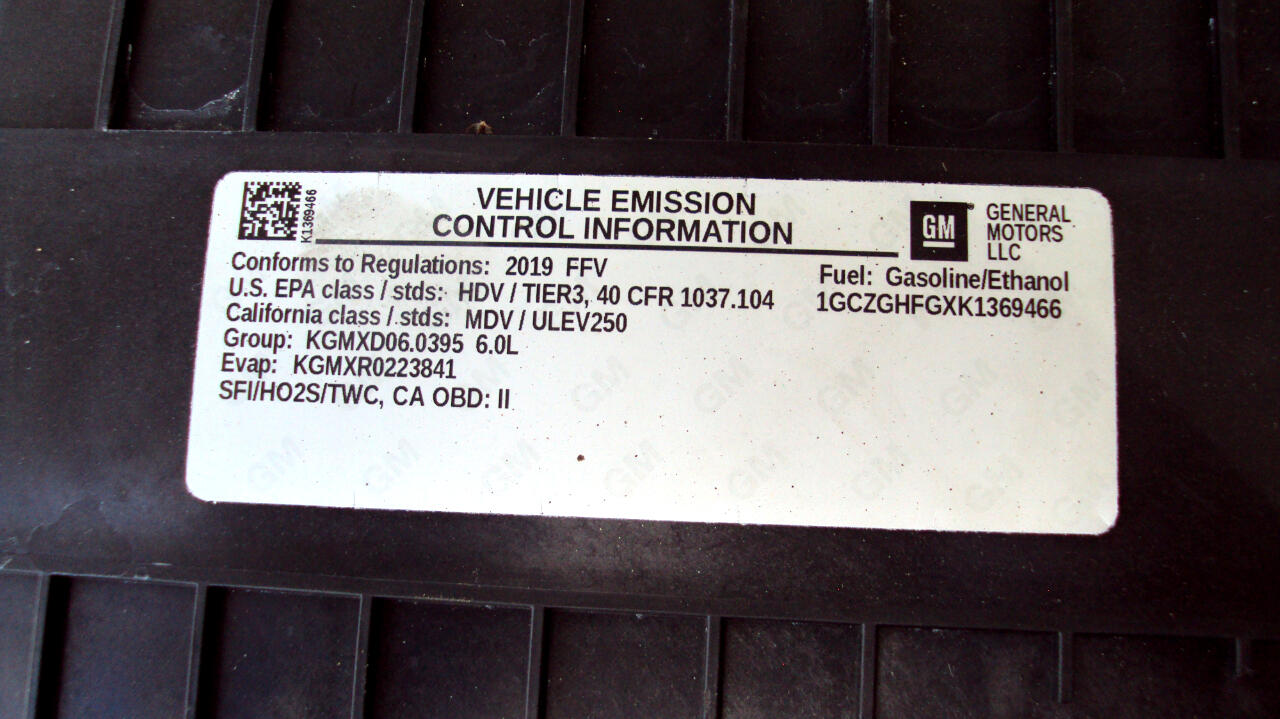 K1369466
VEHICLE EMISSION
CONTROL INFORMATION
GM
GENERAL
MOTORS
LLC
Conforms to Regulations: 2019 FFV
Fuel: Gasoline/Ethanol
U.S. EPA class / stds: HDV / TIER3, 40 CFR 1037.104
1GCZGHFGXK1369466
California class / stds: MDV / ULEV250
Group: KGMXD06.0395 6.0L
Evap: KGMXR0223841
SFI/HO2S/TWC, CA OBD: II